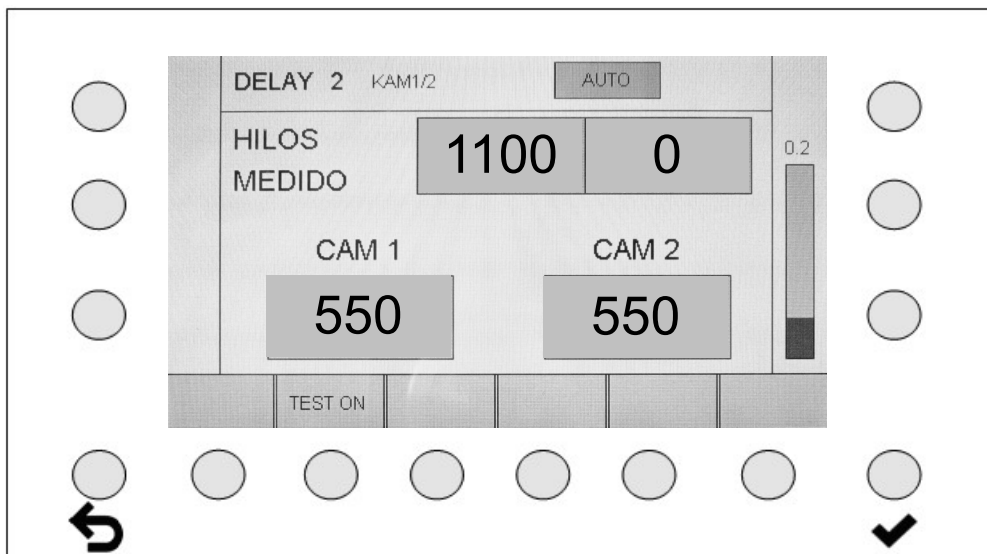 DELAY 2 KAM1/2 AUTO
HILOS
MEDIDO
1100 0
0.2
CAM 1 CAM 2
550 550
TEST ON